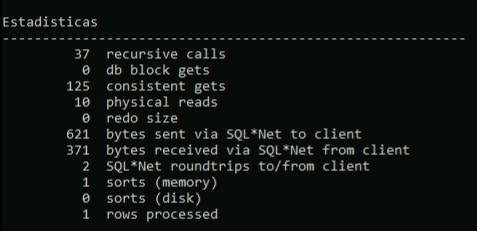 Estadisticas
----------------------------------------------------------
37 recursive calls
0 db block gets
125 consistent gets
10 physical reads
0 redo size
621 bytes sent via SQL*Net to client
371 bytes received via SQL*Net from client
2 SQL*Net roundtrips to/from client
1 sorts (memory)
0 sorts (disk)
1 rows processed